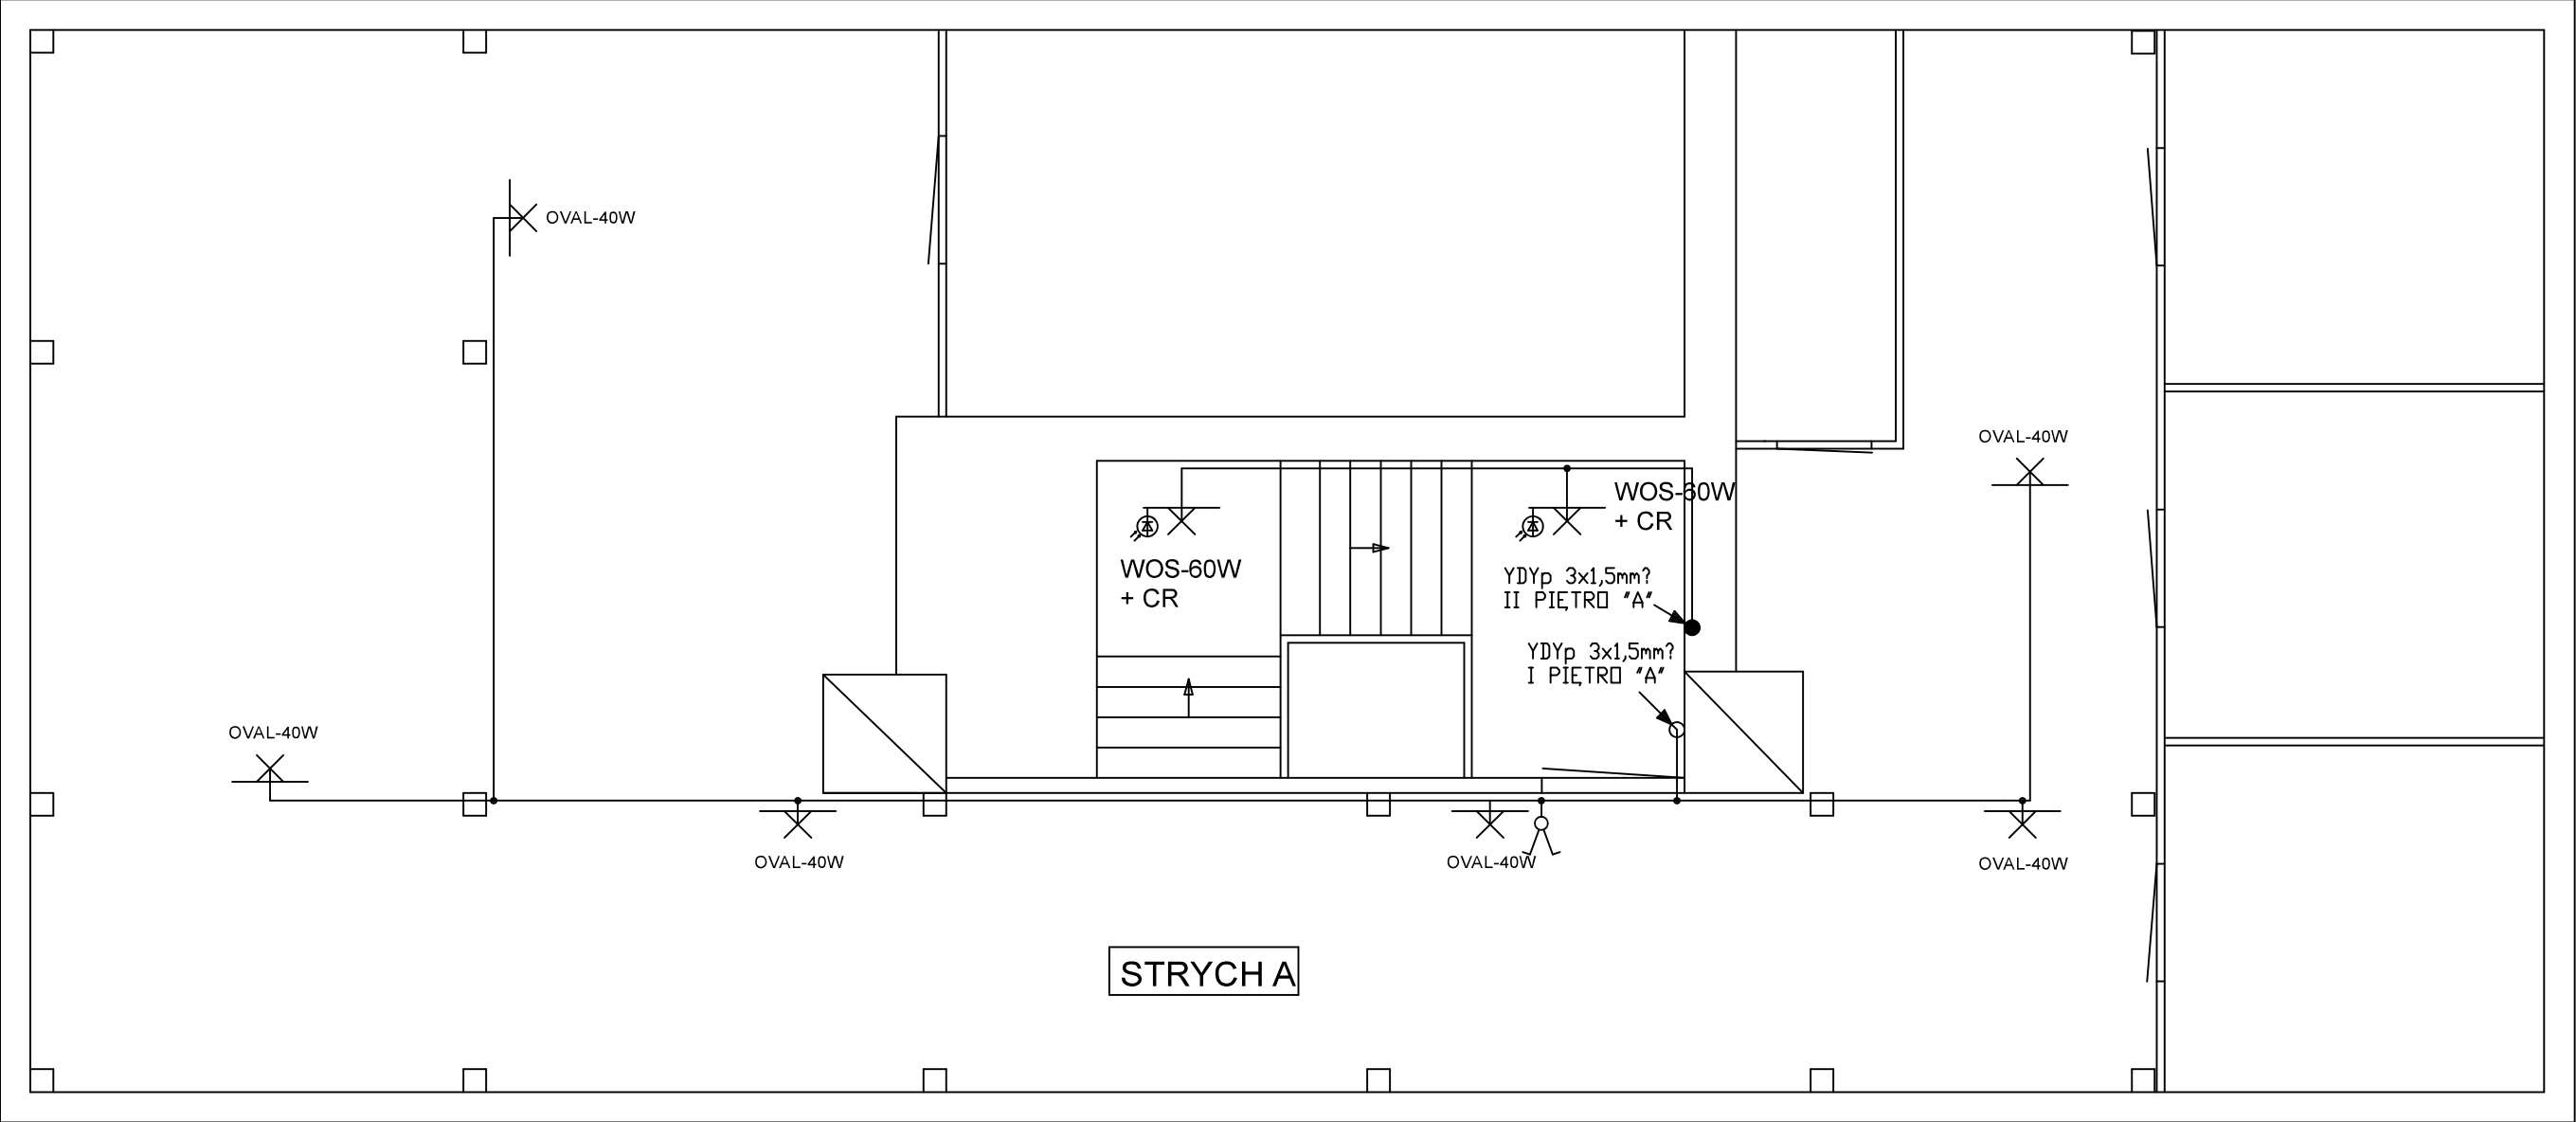 OVAL-40W
OVAL-40W
WOS-60W
+ CR
WOS-60W
+ CR
YDYp 3x1,5mm?
II PIĘTRO "A"
YDYp 3x1,5mm?
I PIĘTRO "A"
OVAL-40W
OVAL-40W
OVAL-40W
OVAL-40W
STRYCH A